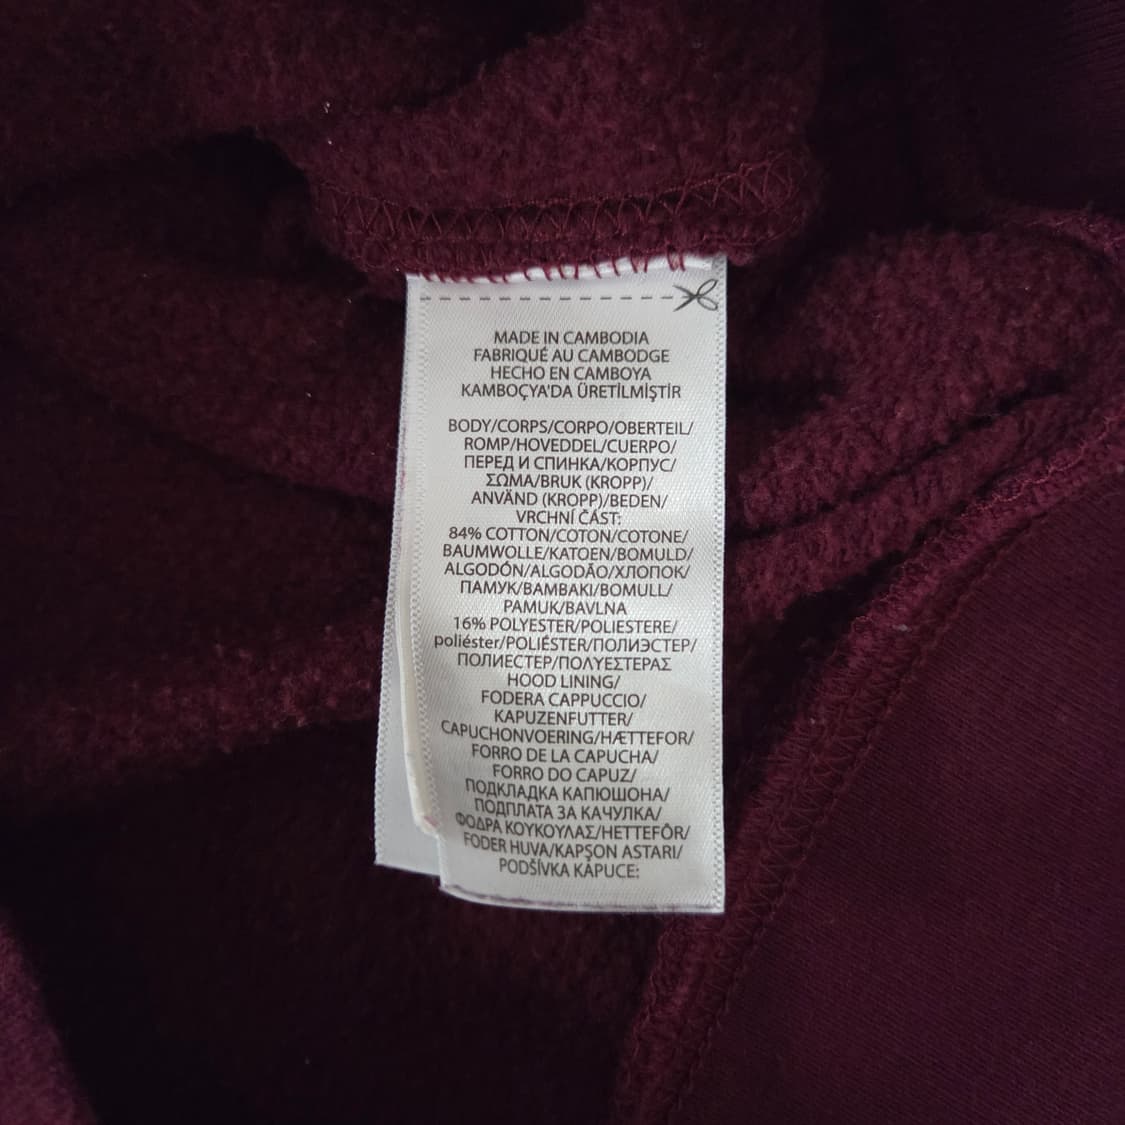 MADE IN CAMBODIA
FABRIQUÉ AU CAMBODGE
HECHO EN CAMBOYA
KAMBOÇYA'DA ÜRETİLMİŞTİR
BODY/CORPS/CORPO/OBERTEIL/
ROMP/HOVEDDEL/CUERPO/
ПЕРЕД И СПИНКА/КОРПУС/
ΣΩΜΑ/BRUK (KROPP)/
ANVÄND (KROPP)/BEDEN/
VRCHNÍ ČÁST:
84% COTTON/COTON/COTONE/
BAUMWOLLE/KATOEN/BOMULD/
ALGODÓN/ALGODÃO/ХЛОПОК/
ПАМУК/ΒΑΜΒΑΚΙ/BOMULL/
PAMUK/BAVLNA
16% POLYESTER/POLIESTERE/
poliéster/POLIÉSTER/ПОЛИЭСТЕР/
ПОЛИЕСТЕР/ΠΟΛΥΕΣΤΕΡΑΣ
HOOD LINING/
FODERA CAPPUCCIO/
KAPUZENFUTTER/
CAPUCHONVOERING/HÆTTEFOR/
FORRO DE LA CAPUCHA/
FORRO DO CAPUZ/
ПОДКЛАДКА КАПЮШОНА/
ПОДПЛАТА ЗА КАЧУЛКА/
ΦΟΔΡΑ ΚΟΥΚΟΥΛΑΣ/HETTEFÔR/
FODER HUVA/KAPŞON ASTARI/
PODŠÍVKA KAPUCE: